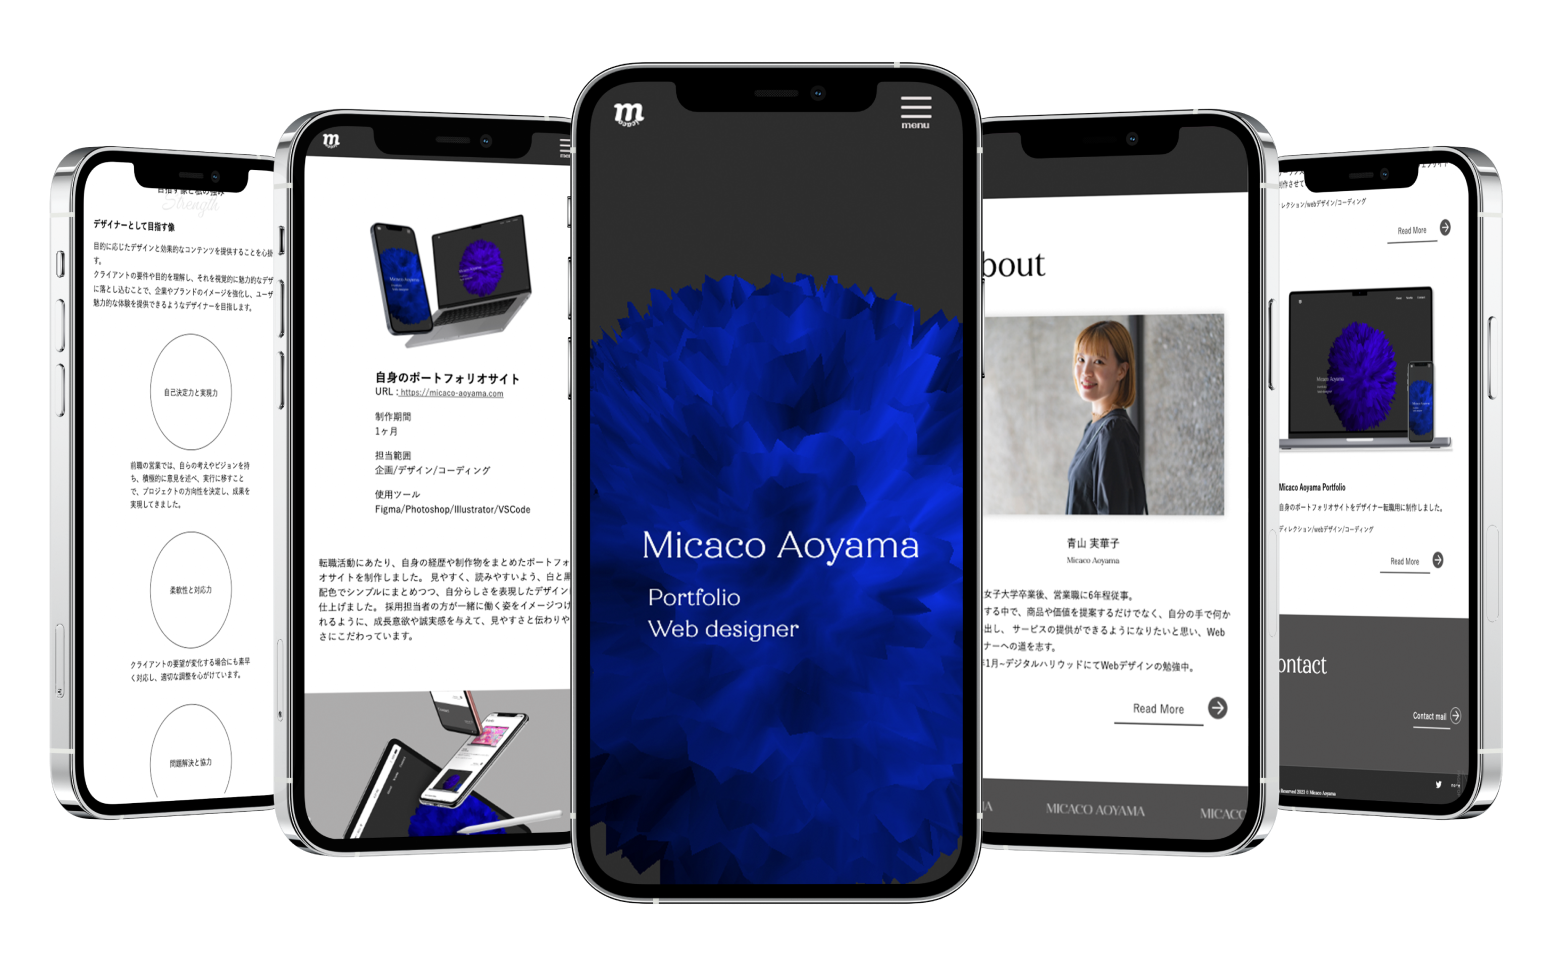 Strength
デザイナーとして目指す像
目的に応じたデザインと効果的なコンテンツを提供することを心掛
す。
クライアントの要件や目的を理解し、それを視覚的に魅力的なデザ
に落とし込むことで、企業やブランドのイメージを強化し、ユーザ
魅力的な体験を提供できるようなデザイナーを目指します。
自己決定力と実現力
前職の営業では、自らの考えやビジョンを持
ち、積極的に意見を述べ、実行に移すこと
で、プロジェクトの方向性を決定し、成果を
実現してきました。
柔軟性と対応力
クライアントの要望が変化する場合にも素早
く対応し、適切な調整を心がけています。
問題解決と協力
m
自身のポートフォリオサイト
URL : https://micaco-aoyama.com
制作期間
1ヶ月
担当範囲
企画/デザイン/コーディング
使用ツール
Figma/Photoshop/Illustrator/VSCode
転職活動にあたり、自身の経歴や制作物をまとめたポートフォ
オサイトを制作しました。 見やすく、読みやすいよう、白と黒
配色でシンプルにまとめつつ、自分らしさを表現したデザイン
仕上げました。 採用担当者の方が一緒に働く姿をイメージつけ
れるように、成長意欲や誠実感を与えて、見やすさと伝わりや
さにこだわっています。
m
icaco
menu
Micaco Aoyama
Portfolio
Web designer
bout
青山 実華子
Micaco Aoyama
女子大学卒業後、営業職に6年程従事。
する中で、商品や価値を提案するだけでなく、自分の手で何か
出し、 サービスの提供ができるようになりたいと思い、Web
ナーへの道を志す。
1月~デジタルハリウッドにてWebデザインの勉強中。
Read More
MICACO AOYAMA
MICACO
制作させて
レクション/webデザイン/コーディング
Read More
Micaco Aoyama
Micaco Aoyama Portfolio
自身のポートフォリオサイトをデザイナー転職用に制作しました。
ディレクション/webデザイン/コーディング
Read More
ontact
Contact mail
Reserved 2023 © Micaco Aoyama